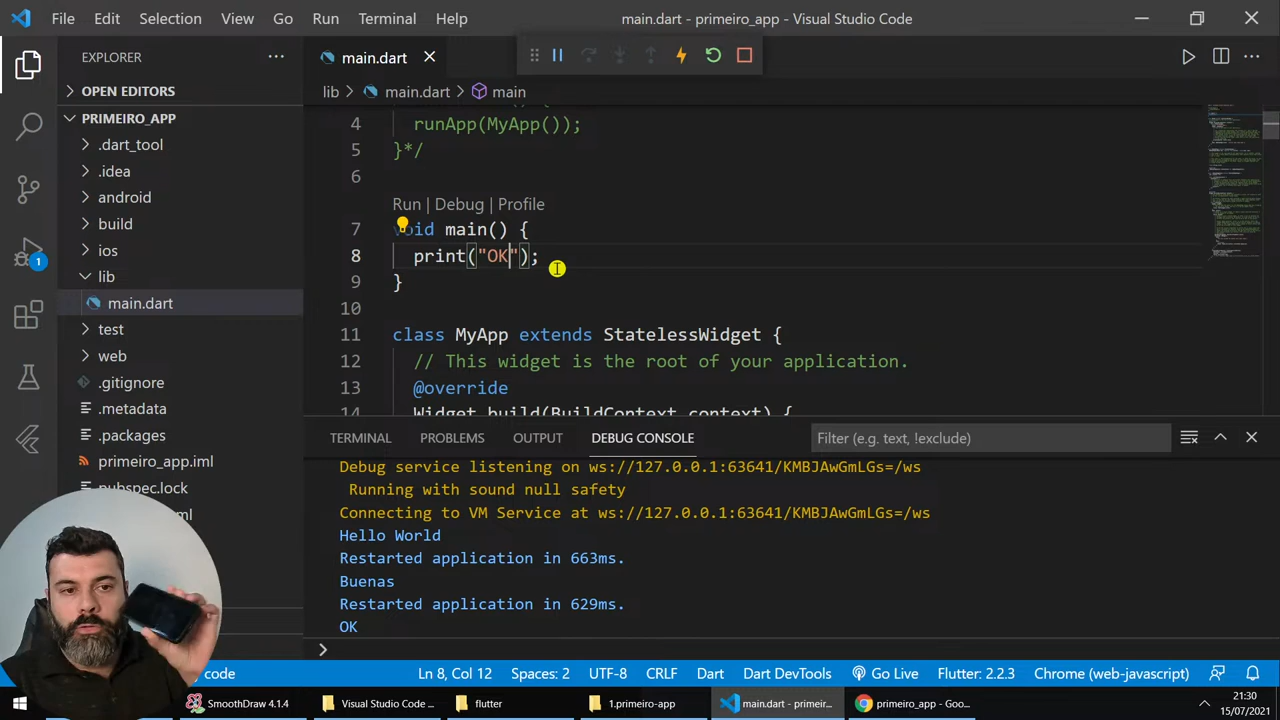 File Edit Selection View Go Run Terminal Help main.dart - primeiro_app - Visual Studio Code
EXPLORER
main.dart
OPEN EDITORS
PRIMEIRO_APP
.dart_tool
.idea
android
build
ios
lib
main.dart
test
web
.gitignore
.metadata
.packages
primeiro_app.iml
pubspec.lock
lib > main.dart > main
4 runApp(MyApp());
5 }*/
6
Run | Debug | Profile
7 void main() {
8 print("OK");
9 }
10
11 class MyApp extends StatelessWidget {
12 // This widget is the root of your application.
13 @override
14 Widget build(BuildContext context) {
TERMINAL PROBLEMS OUTPUT DEBUG CONSOLE Filter (e.g. text, !exclude)
Debug service listening on ws://127.0.0.1:63641/KMBJAwGmLGs=/ws
Running with sound null safety
Connecting to VM Service at ws://127.0.0.1:63641/KMBJAwGmLGs=/ws
Hello World
Restarted application in 663ms.
Buenas
Restarted application in 629ms.
OK
1
code Ln 8, Col 12 Spaces: 2 UTF-8 CRLF Dart Dart DevTools Go Live Flutter: 2.2.3 Chrome (web-javascript)
SmoothDraw 4.1.4 Visual Studio Code ... flutter 1.primeiro-app main.dart - primeir... primeiro_app - Goo... 21:30
15/07/2021